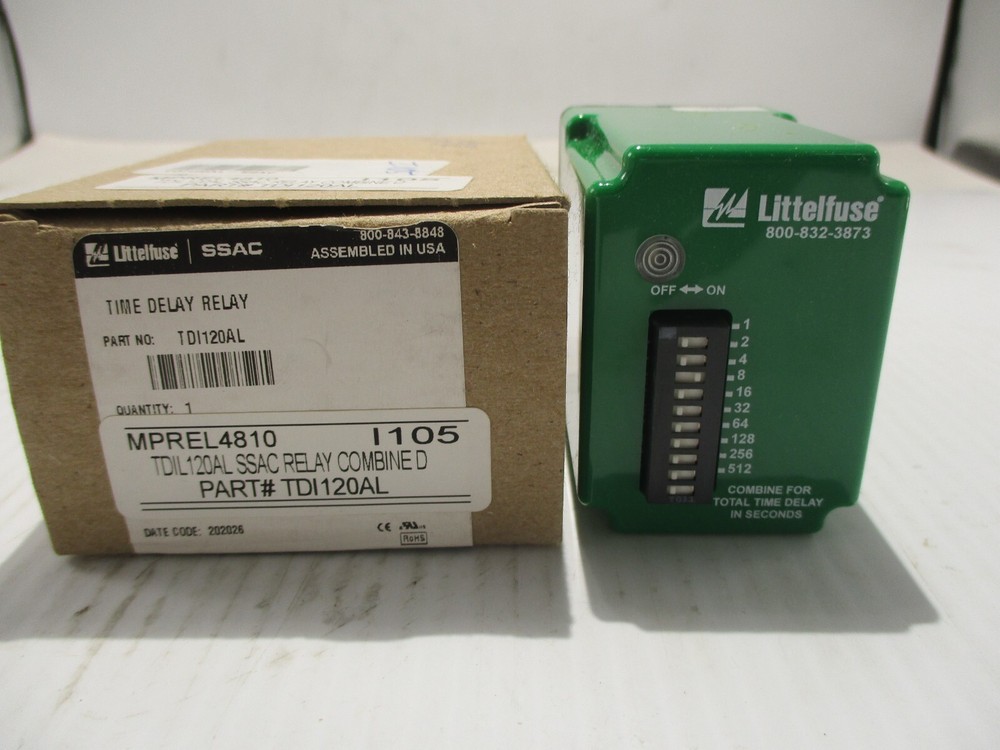 TDI120AL
Littelfuse | SSAC
800-843-8848
ASSEMBLED IN USA
TIME DELAY RELAY
PART NO: TDI120AL
QUANTITY: 1
MPREL4810 I105
TDIL120AL SSAC RELAY COMBINE D
PART# TDI120AL
DATE CODE: 202026
CE
RoHS
Littelfuse
800-832-3873
OFF ON
1
2
4
8
16
32
64
128
256
512
COMBINE FOR
TOTAL TIME DELAY
IN SECONDS